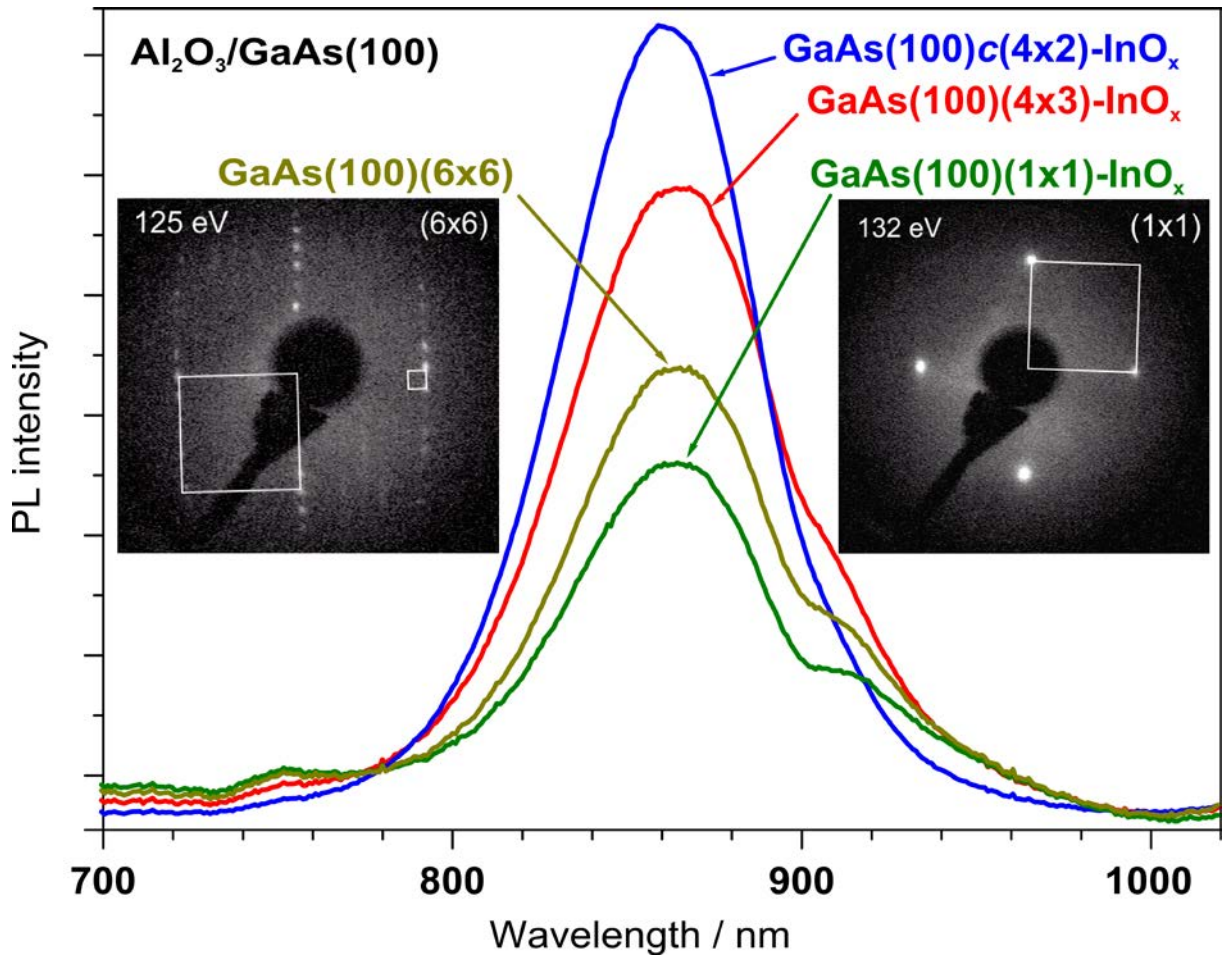 Al₂O₃/GaAs(100)
GaAs(100)c(4x2)-InOₓ
GaAs(100)(4x3)-InOₓ
GaAs(100)(6x6)
GaAs(100)(1x1)-InOₓ
125 eV
(6x6)
132 eV
(1x1)
PL intensity
700
800
900
1000
Wavelength / nm